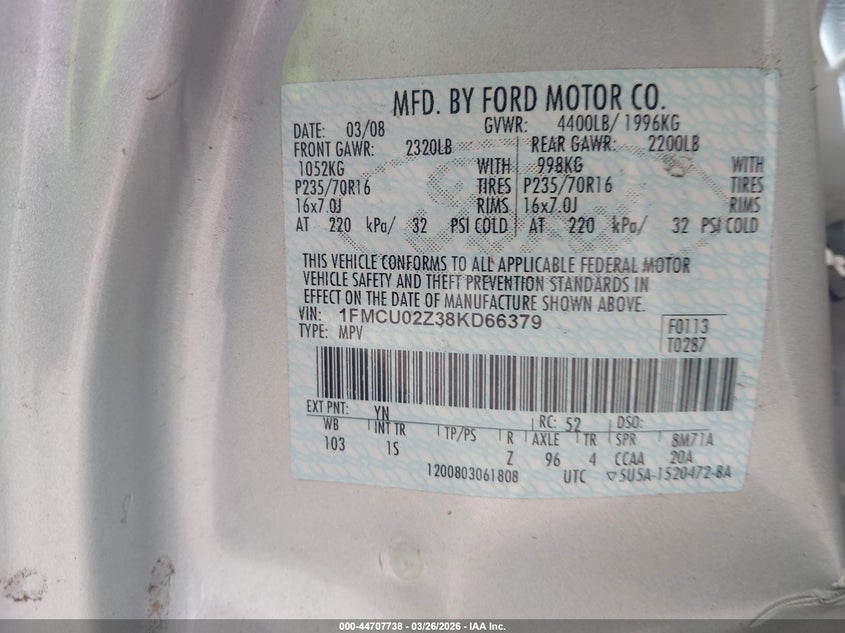 MFD. BY FORD MOTOR CO.
DATE: 03/08 GVWR: 4400LB/ 1996KG
FRONT GAWR: 2320LB REAR GAWR: 2200LB
1052KG WITH 998KG WITH
P235/70R16 TIRES P235/70R16 TIRES
16x7.0J RIMS 16x7.0J RIMS
AT 220 kPa/ 32 PSI COLD AT 220 kPa/ 32 PSI COLD
THIS VEHICLE CONFORMS TO ALL APPLICABLE FEDERAL MOTOR
VEHICLE SAFETY AND THEFT PREVENTION STANDARDS IN
EFFECT ON THE DATE OF MANUFACTURE SHOWN ABOVE.
VIN: 1FMCU02Z38KD66379 F0113
TYPE: MPV T0287
EXT PNT: YN RC: 52 DSO:
WB INT TR TP/PS R AXLE TR SPR 8M71A
103 1S Z 96 4 CCAA 20A
1200803061808 UTC ▽5U5A-1520472-BA
000-44707738 - 03/26/2026 - IAA Inc.